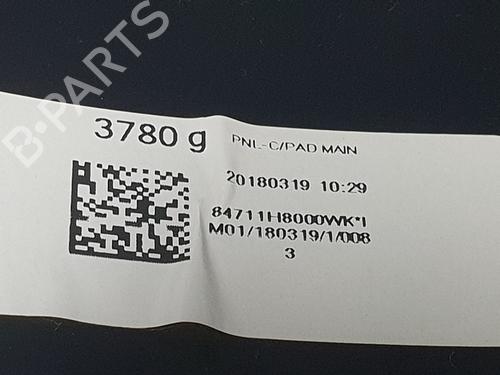 B-PARTS
3780 g
PNL-C/PAD MAIN
20180319 10:29
84711H8000WK*I
M01/180319/1/008
3